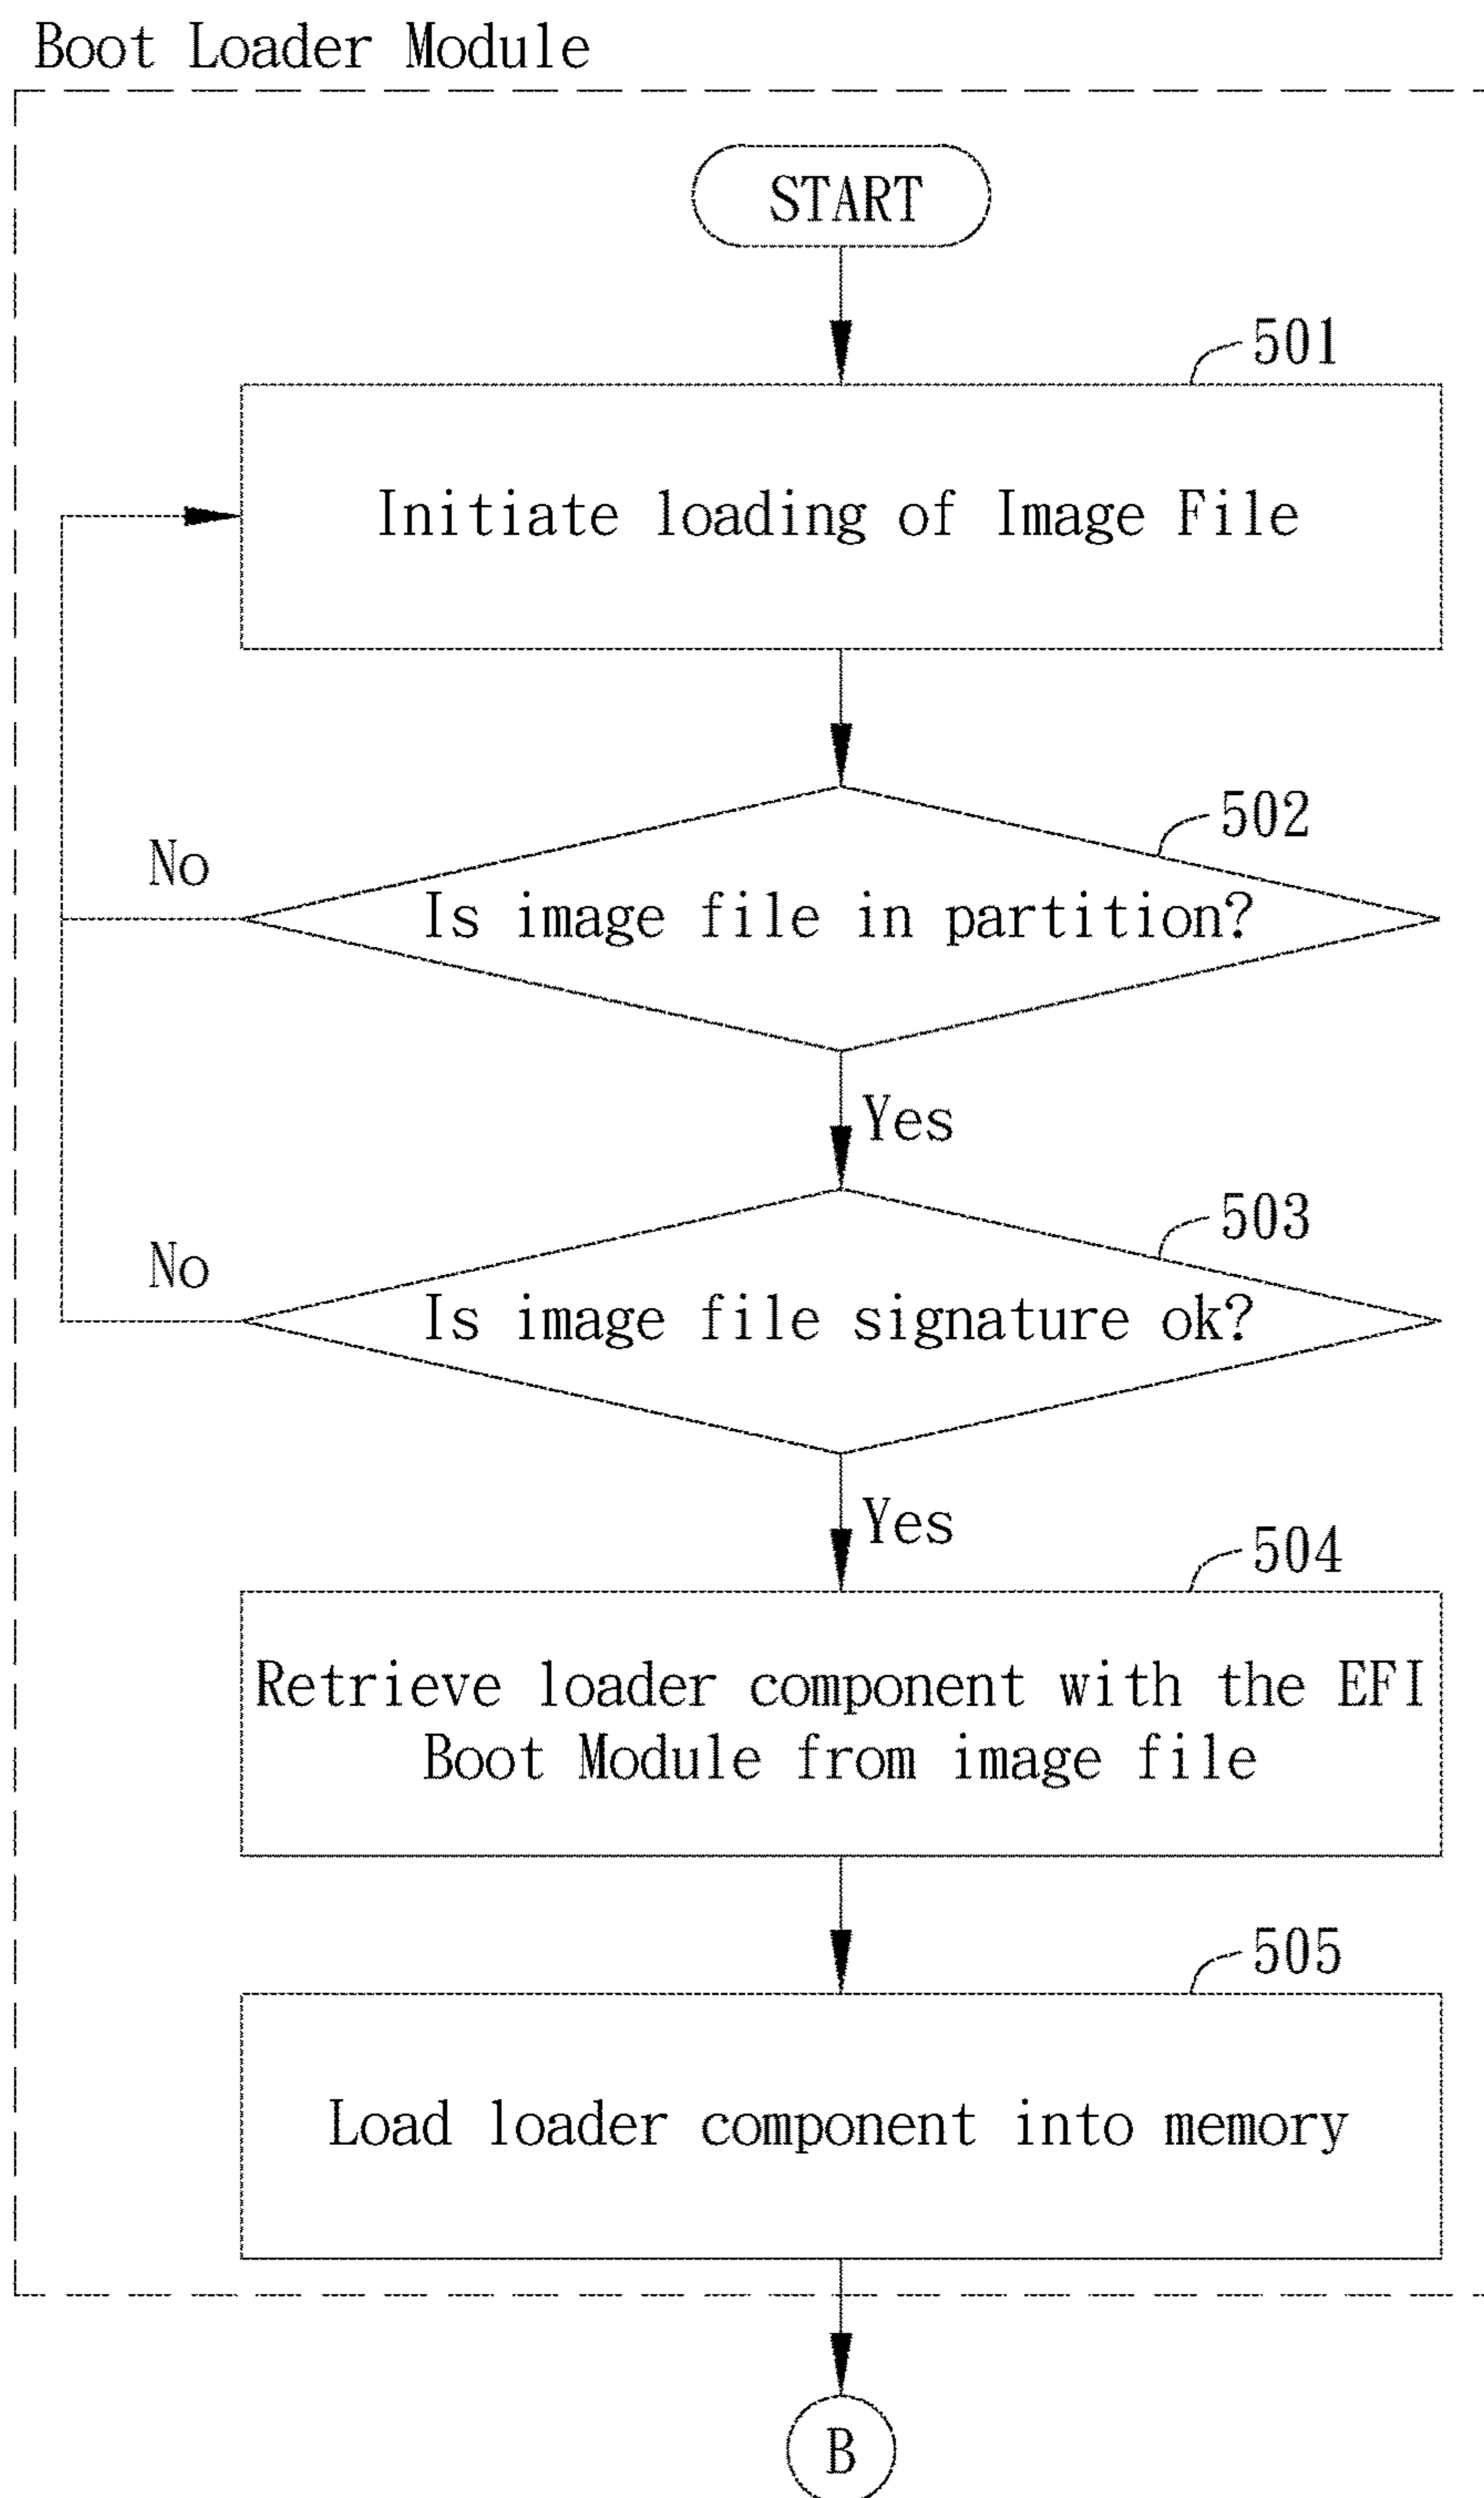 Boot Loader Module
START
501
Initiate loading of Image File
502
No
Is image file in partition?
Yes
503
No
Is image file signature ok?
Yes
504
Retrieve loader component with the EFI
Boot Module from image file
505
Load loader component into memory
B